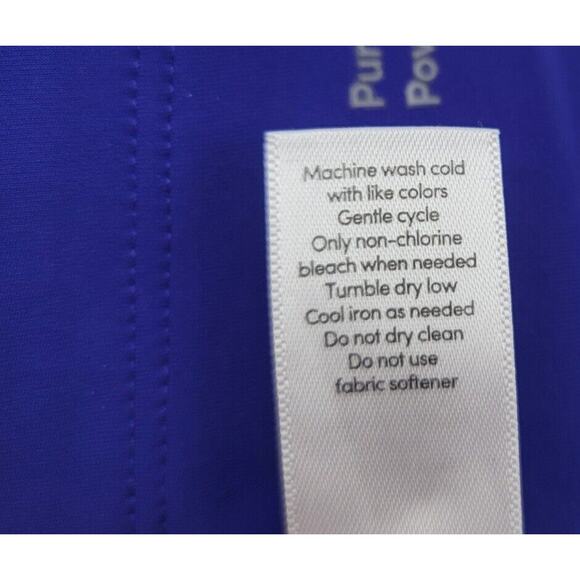 Machine wash cold
with like colors
Gentle cycle
Only non-chlorine
bleach when needed
Tumble dry low
Cool iron as needed
Do not dry clean
Do not use
fabric softener